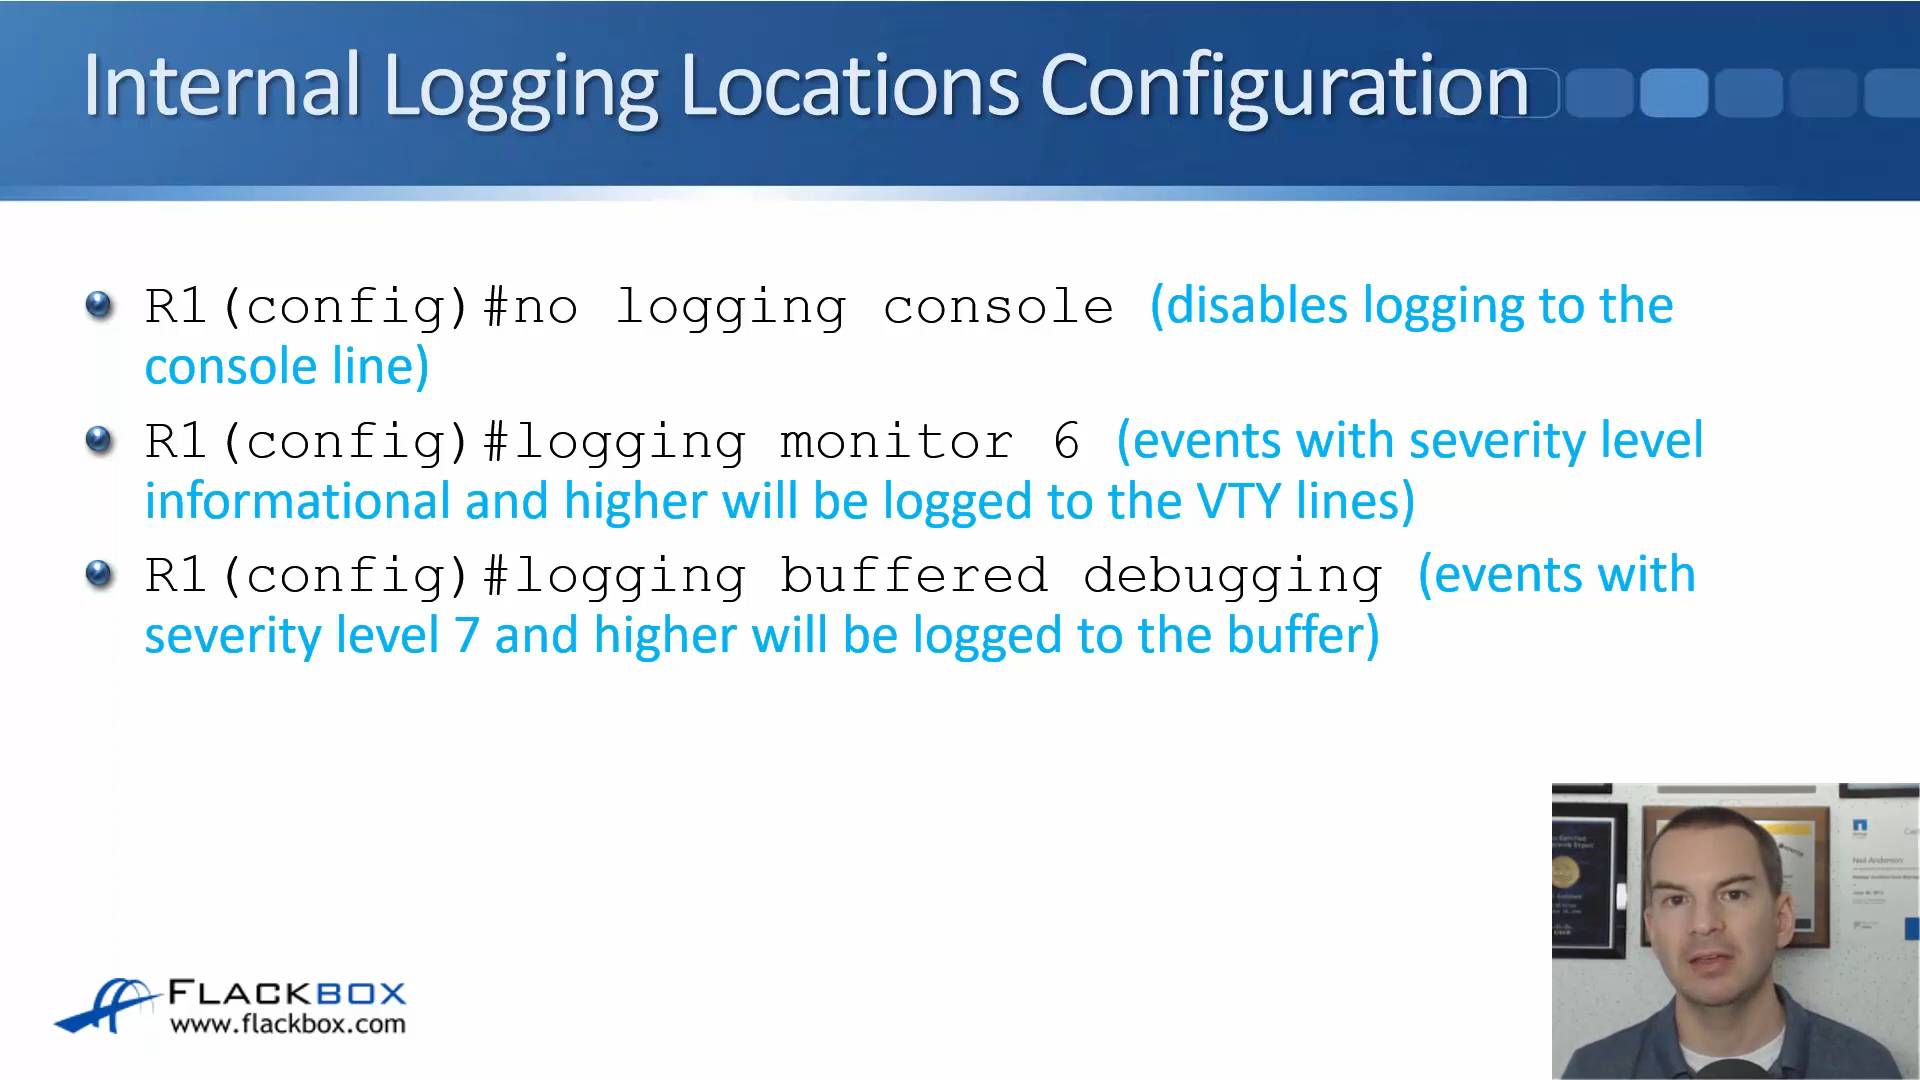 Internal Logging Locations Configuration
R1(config)#no logging console (disables logging to the
console line)
R1(config)#logging monitor 6 (events with severity level
informational and higher will be logged to the VTY lines)
R1(config)#logging buffered debugging (events with
severity level 7 and higher will be logged to the buffer)
FLACKBOX
www.flackbox.com
Neil Anderson